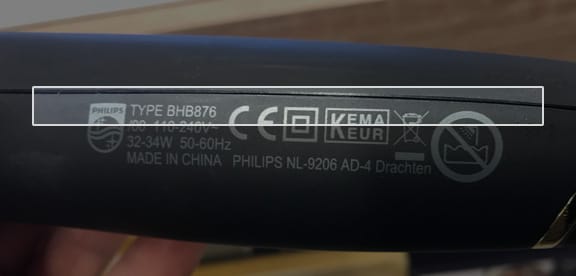 PHILIPS
TYPE BHB876
/00 110-240V~
32-34W 50-60Hz
MADE IN CHINA PHILIPS NL-9206 AD-4 Drachten
CE
KEMA
KEUR